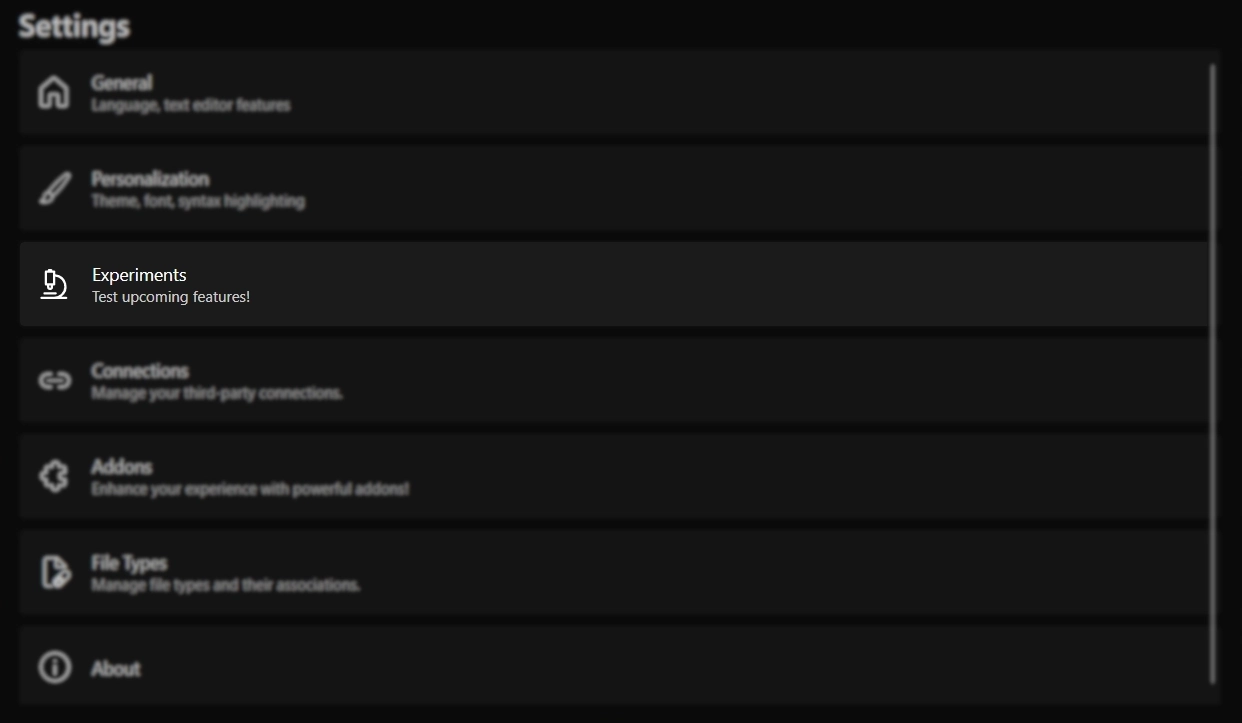 Settings
General
Language, text editor features
Personalization
Theme, font, syntax highlighting
Experiments
Test upcoming features!
Connections
Manage your third-party connections.
Addons
Enhance your experience with powerful addons!
File Types
Manage file types and their associations.
About